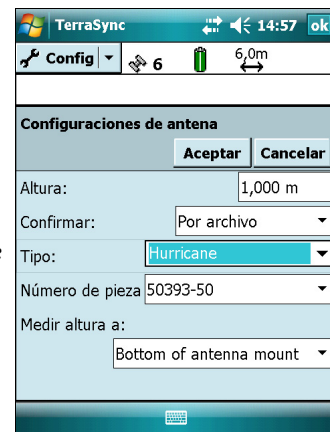 TerraSync 14:57 ok
Config 6 6,0m
Configuraciones de antena
Aceptar Cancelar
Altura: 1,000 m
Confirmar: Por archivo
Tipo: Hurricane
Número de pieza 50393-50
Medir altura a:
Bottom of antenna mount